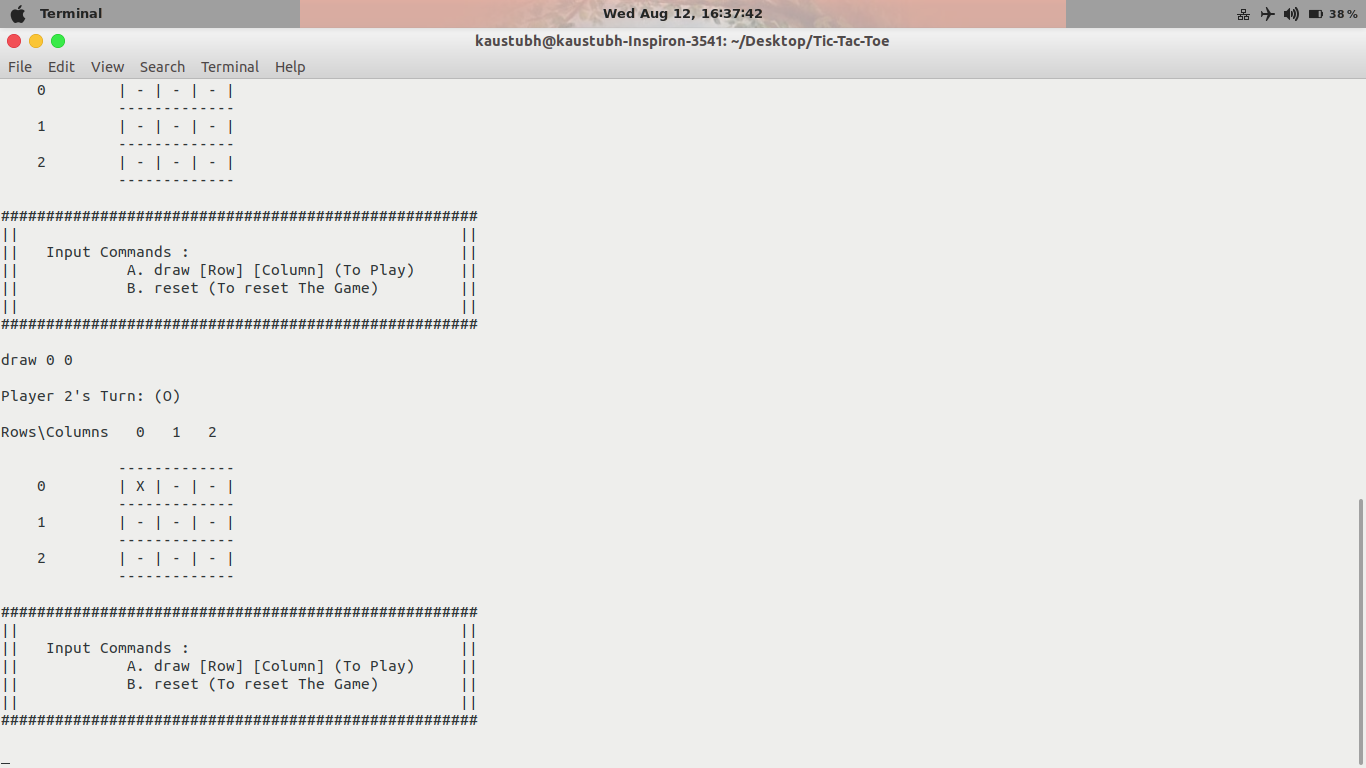 Terminal Wed Aug 12, 16:37:42 38%
kaustubh@kaustubh-Inspiron-3541: ~/Desktop/Tic-Tac-Toe
File Edit View Search Terminal Help
    0        | - | - | - |
             -------------
    1        | - | - | - |
             -------------
    2        | - | - | - |
             -------------
#####################################################
||                                                 ||
||   Input Commands :                              ||
||            A. draw [Row] [Column] (To Play)     ||
||            B. reset (To reset The Game)         ||
||                                                 ||
#####################################################
draw 0 0
Player 2's Turn: (O)
Rows\Columns   0   1   2
             -------------
    0        | X | - | - |
             -------------
    1        | - | - | - |
             -------------
    2        | - | - | - |
             -------------
#####################################################
||                                                 ||
||   Input Commands :                              ||
||            A. draw [Row] [Column] (To Play)     ||
||            B. reset (To reset The Game)         ||
||                                                 ||
#####################################################
_